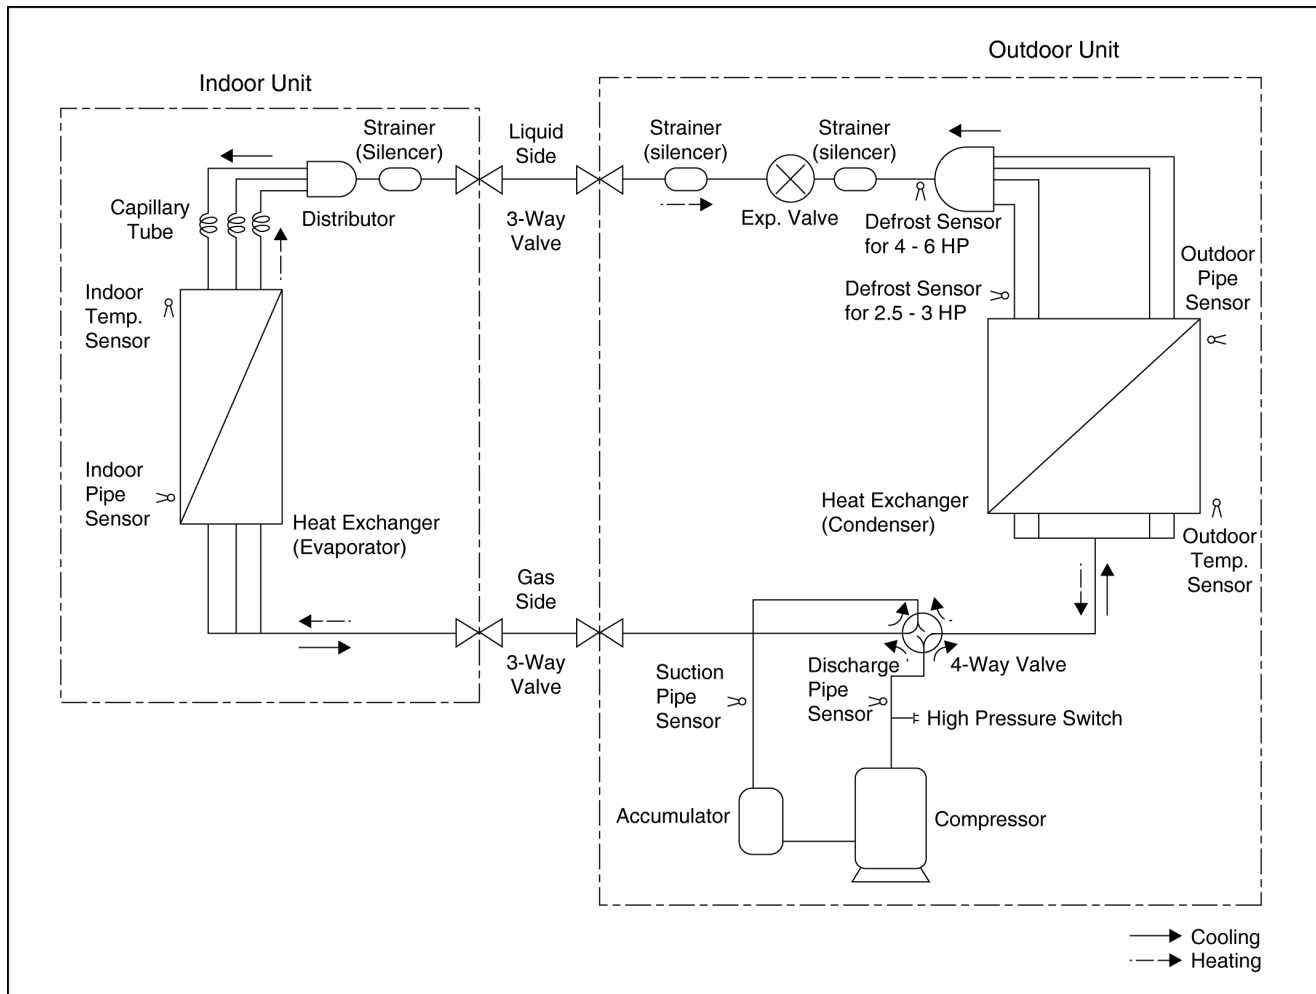 Outdoor Unit
Indoor Unit
Strainer
(Silencer)
Liquid
Side
Strainer
(silencer)
Strainer
(silencer)
Capillary
Tube
Distributor
3-Way
Valve
Exp. Valve
Defrost Sensor
for 4 - 6 HP
Outdoor
Pipe
Sensor
Indoor
Temp.
Sensor
Defrost Sensor
for 2.5 - 3 HP
Indoor
Pipe
Sensor
Heat Exchanger
(Evaporator)
Heat Exchanger
(Condenser)
Outdoor
Temp.
Sensor
Gas
Side
3-Way
Valve
Suction
Pipe
Sensor
Discharge
Pipe
Sensor
4-Way Valve
High Pressure Switch
Accumulator
Compressor
Cooling
Heating